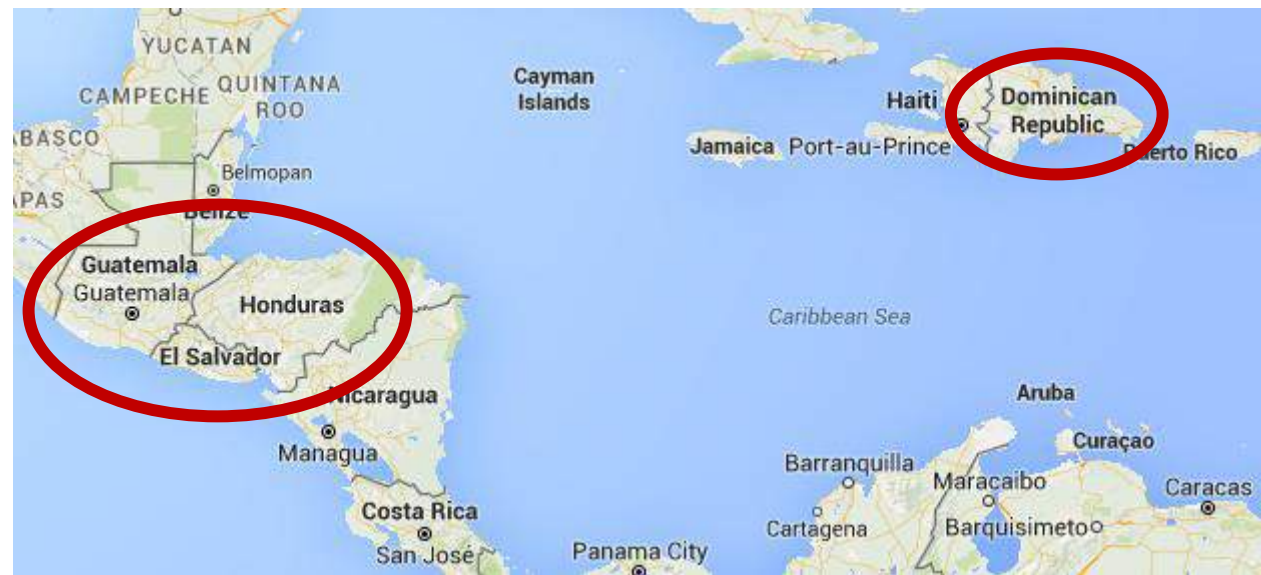 YUCATAN
QUINTANA
ROO
CAMPECHE
ABASCO
APAS
Belmopan
Belize
Guatemala
Guatemala
Honduras
El Salvador
Nicaragua
Managua
Costa Rica
San José
Panama City
Cayman
Islands
Jamaica
Haiti
Port-au-Prince
Dominican
Republic
Puerto Rico
Caribbean Sea
Aruba
Curaçao
Barranquilla
Maracaibo
Caracas
Cartagena
Barquisimeto